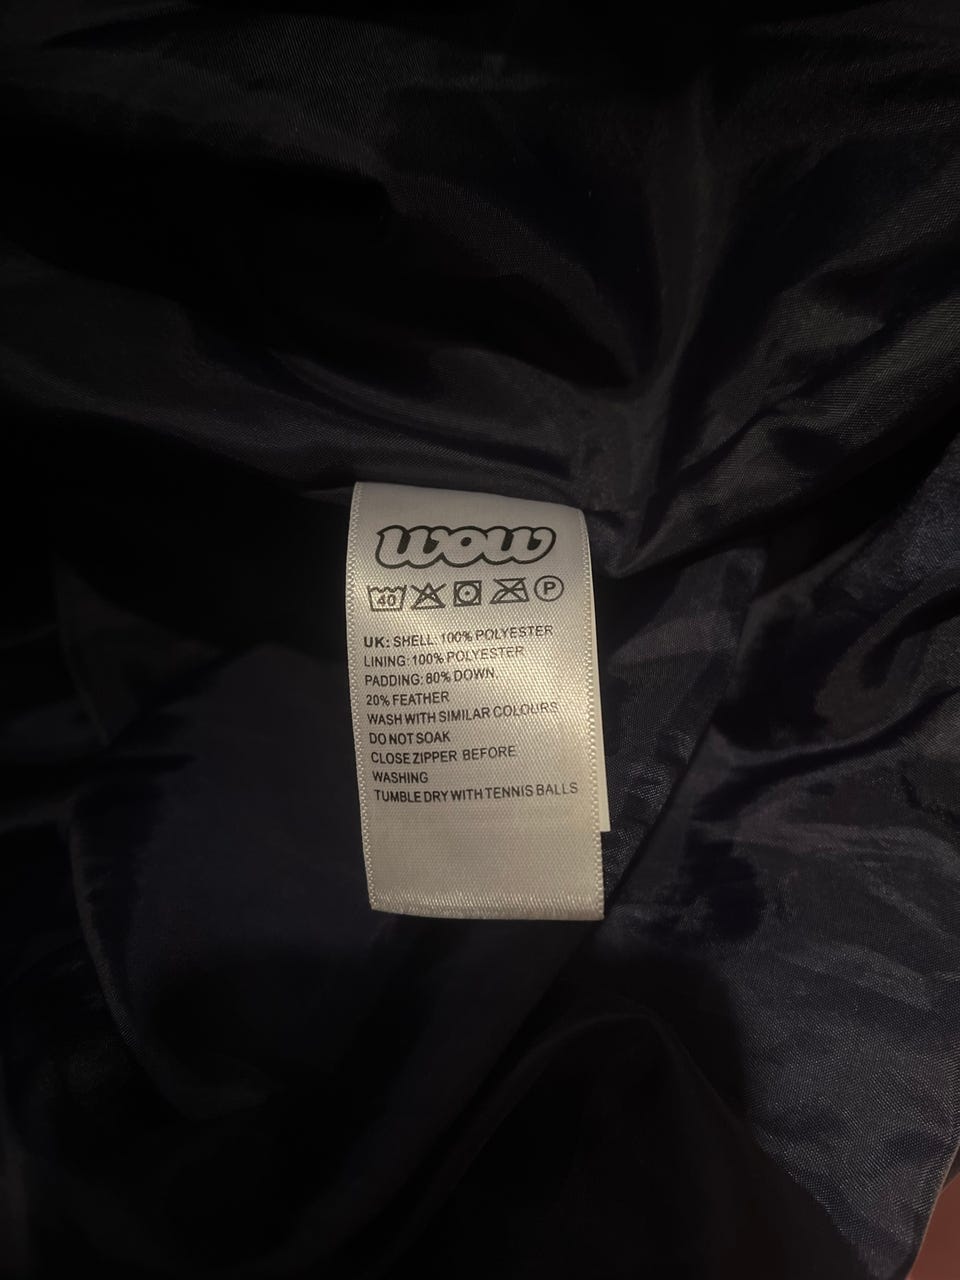 wow
40 P
UK: SHELL: 100% POLYESTER
LINING: 100% POLYESTER
PADDING: 80% DOWN,
20% FEATHER
WASH WITH SIMILAR COLOURS
DO NOT SOAK
CLOSE ZIPPER BEFORE
WASHING
TUMBLE DRY WITH TENNIS BALLS